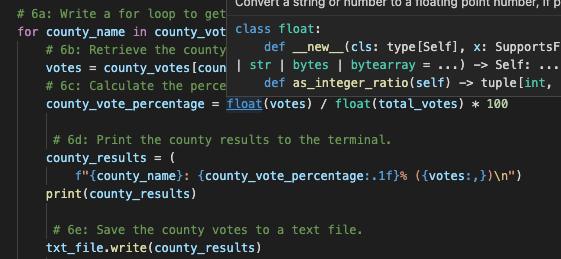 Convert a string or number to a floating point number, if p
# 6a: Write a for loop to get
class float:
for county_name in county_vot
def __new__(cls: type[Self], x: SupportsF
# 6b: Retrieve the county
| str | bytes | bytearray = ...) -> Self: ...
votes = county_votes[coun
# 6c: Calculate the perce
def as_integer_ratio(self) -> tuple[int,
county_vote_percentage = float(votes) / float(total_votes) * 100
# 6d: Print the county results to the terminal.
county_results = (
f"{county_name}: {county_vote_percentage:.1f}% ({votes:,})\n")
print(county_results)
# 6e: Save the county votes to a text file.
txt_file.write(county_results)